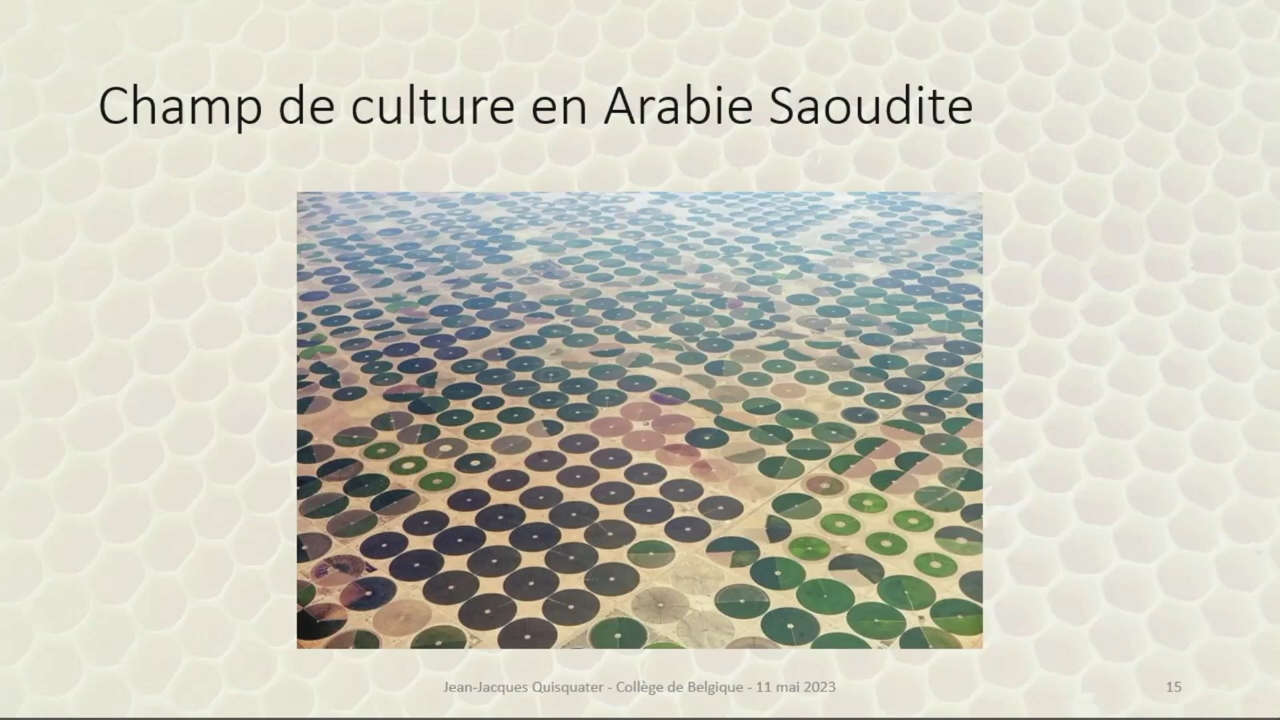 Champ de culture en Arabie Saoudite
Jean-Jacques Quisquater - Collège de Belgique - 11 mai 2023
15